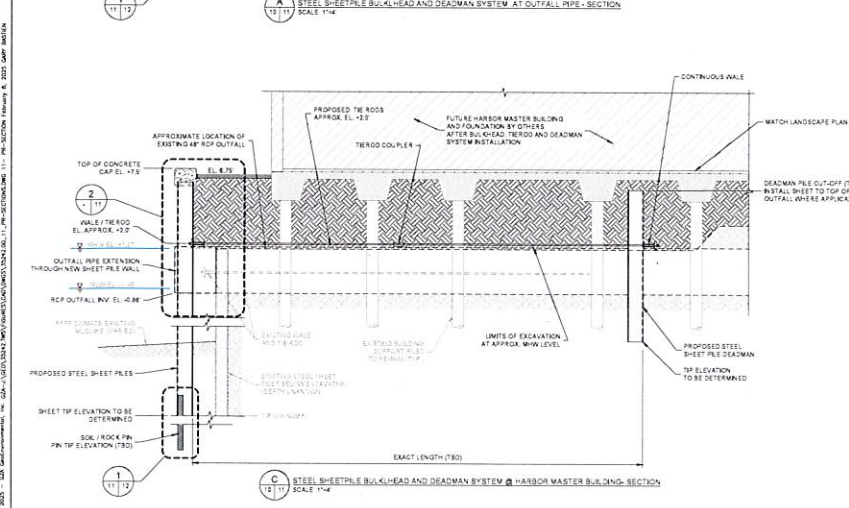 A
10 11
STEEL SHEETPILE BULKLHEAD AND DEADMAN SYSTEM AT OUTFALL PIPE - SECTION
SCALE 1"=4'
11 12
CONTINUOUS WALE
PROPOSED TIE RODS
APPROX. EL. +2.0'
FUTURE HARBOR MASTER BUILDING
AND FOUNDATION BY OTHERS
AFTER BULKHEAD, TIEROD AND DEADMAN
SYSTEM INSTALLATION
MATCH LANDSCAPE PLAN
APPROXIMATE LOCATION OF
EXISTING 48" RCP OUTFALL
TIEROD COUPLER
TOP OF CONCRETE
CAP EL. +7.5'
EL. 6.75'
DEADMAN PILE CUT-OFF
INSTALL SHEET TO TOP OF
OUTFALL WHERE
2
- 11
WALE / TIEROD
EL. APPROX. +2.0'
OUTFALL PIPE EXTENSION
THROUGH NEW SHEET PILE WALL
RCP OUTFALL INV. EL. -0.86'
EXISTING WALE
AND TIE-ROD
EXISTING BUILDING
SUPPORT PILES
LIMITS OF EXCAVATION
AT APPROX. MHW LEVEL
PROPOSED STEEL
SHEET PILE DEADMAN
TIP ELEVATION
TO BE DETERMINED
PROPOSED STEEL SHEET PILES
EXISTING STEEL SHEET
SHEET TIP ELEVATION TO BE
DETERMINED
SOIL / ROCK PIN
PIN TIP ELEVATION (TBD)
EXACT LENGTH (TBD)
1
11 12
C
10 11
STEEL SHEETPILE BULKLHEAD AND DEADMAN SYSTEM @ HARBOR MASTER BUILDING- SECTION
SCALE 1"=4'